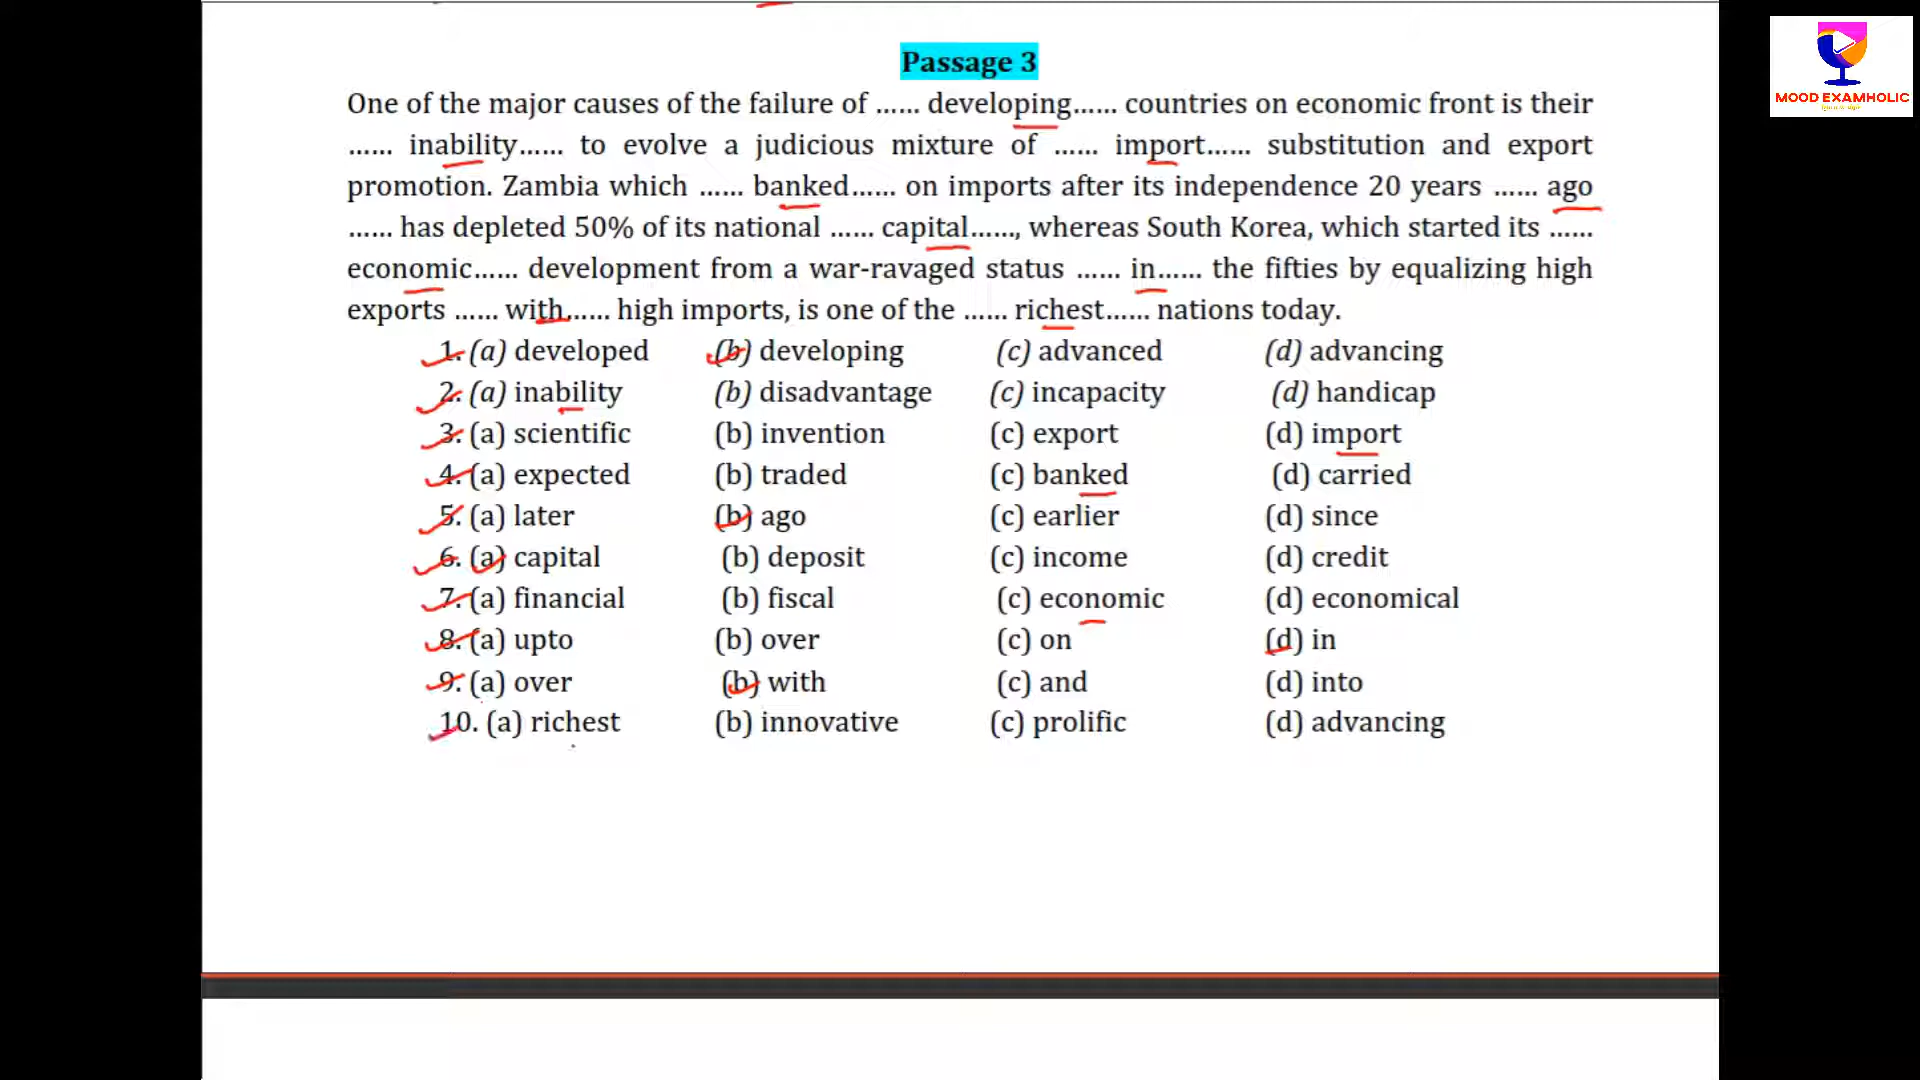 Passage 3
One of the major causes of the failure of ...... developing...... countries on economic front is their
...... inability...... to evolve a judicious mixture of ...... import...... substitution and export
promotion. Zambia which ...... banked...... on imports after its independence 20 years ...... ago
...... has depleted 50% of its national ...... capital......, whereas South Korea, which started its ......
economic...... development from a war-ravaged status ...... in...... the fifties by equalizing high
exports ...... with...... high imports, is one of the ...... richest...... nations today.
1. (a) developed (b) developing (c) advanced (d) advancing
2. (a) inability (b) disadvantage (c) incapacity (d) handicap
3. (a) scientific (b) invention (c) export (d) import
4. (a) expected (b) traded (c) banked (d) carried
5. (a) later (b) ago (c) earlier (d) since
6. (a) capital (b) deposit (c) income (d) credit
7. (a) financial (b) fiscal (c) economic (d) economical
8. (a) upto (b) over (c) on (d) in
9. (a) over (b) with (c) and (d) into
10. (a) richest (b) innovative (c) prolific (d) advancing
MOOD EXAMHOLIC